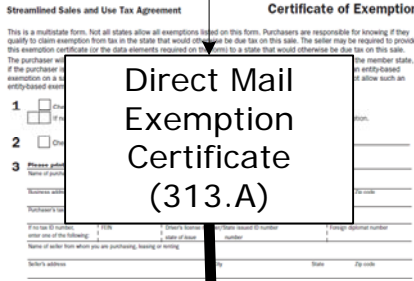 Streamlined Sales and Use Tax Agreement
Certificate of Exemption
This is a multistate form. Not all states allow all exemptions listed on this form. Purchasers are responsible for knowing if they
qualify to claim exemption from tax in the state that would otherwise be due tax on this sale. The seller may be required to provide
this exemption certificate (or the data elements required on the form) to a state that would otherwise be due tax on this sale.
The purchaser will the member state,
if the purchaser is an entity-based
exemption on a su ot allow such an
entity-based exem
Direct Mail
Exemption
Certificate
(313.A)
1 Che
If no tion.
2 Che
3 Please print
Name of purch
Business addr Zip code
Purchaser's tax
If no tax ID number,
enter one of the following:
FEIN
Driver's license /State issued ID number
state of issue number
Foreign diplomat number
Name of seller from whom you are purchasing, leasing or renting
Seller's address State Zip code